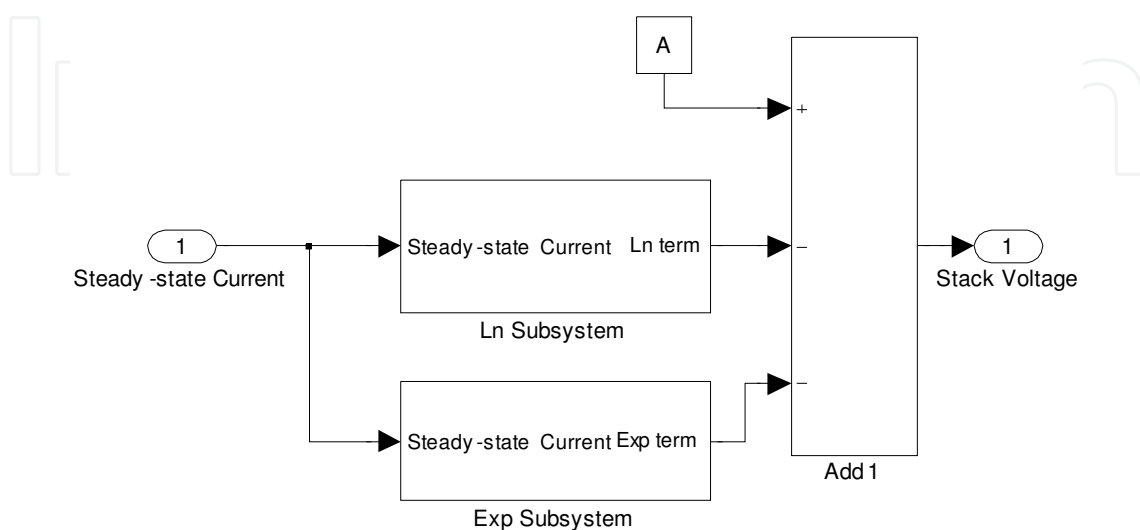 A
+
1
Steady -state Current
Steady -state Current
Ln term
Ln Subsystem
−
1
Stack Voltage
Steady -state Current
Exp term
Exp Subsystem
−
Add 1